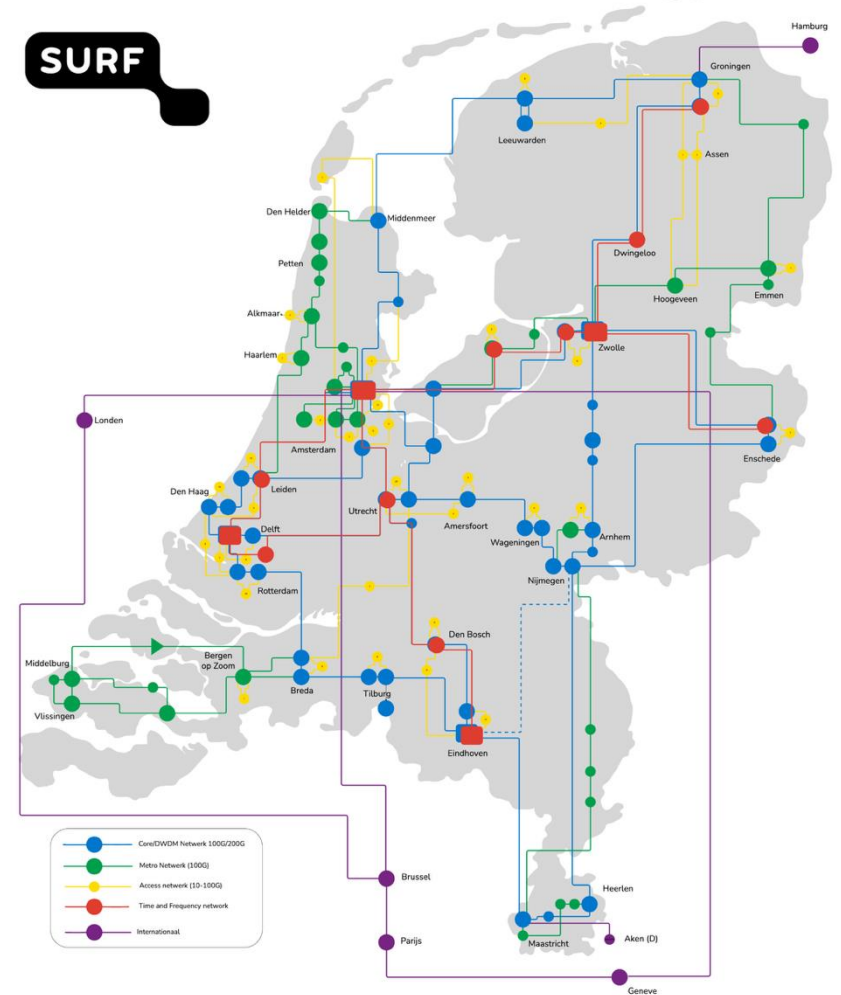 Hamburg
SURF
Groningen
Leeuwarden
Assen
Den Helder
Middenmeer
Petten
Dwingeloo
Hoogeveen
Emmen
Alkmaar
Haarlem
Zwolle
Londen
Amsterdam
Enschede
Leiden
Den Haag
Utrecht
Amersfoort
Delft
Wageningen
Arnhem
Nijmegen
Rotterdam
Den Bosch
Bergen
op Zoom
Middelburg
Breda
Tilburg
Vlissingen
Eindhoven
Core/DWDM Netwerk 100G/200G
Metro Netwerk (100G)
Access netwerk (10-100G)
Time and Frequency netwerk
Internationaal
Brussel
Heerlen
Parijs
Maastricht
Aken (D)
Geneve